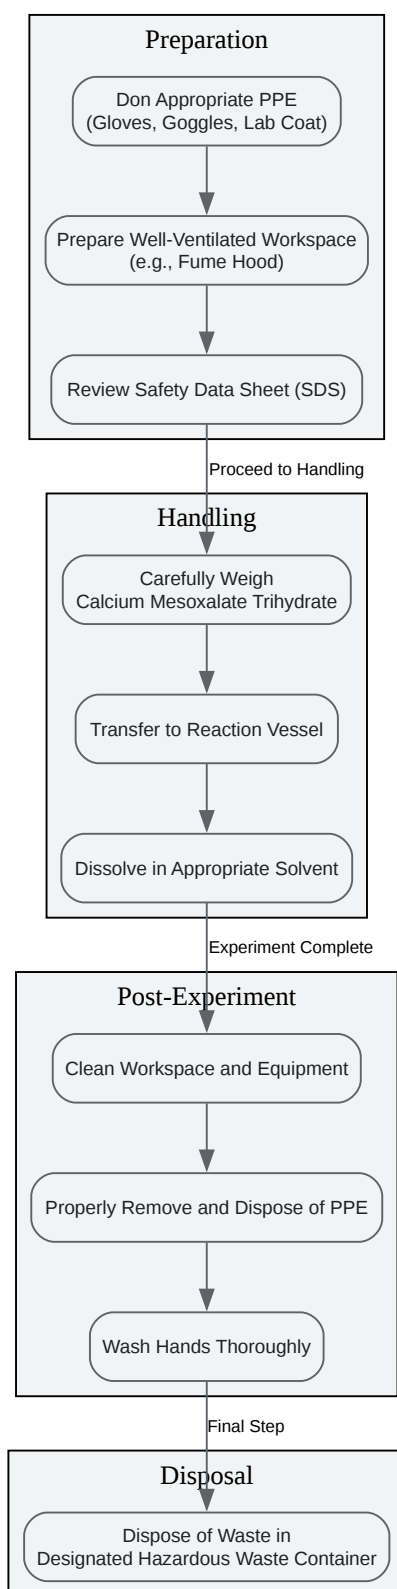 Preparation
Don Appropriate PPE
(Gloves, Goggles, Lab Coat)
Prepare Well-Ventilated Workspace
(e.g., Fume Hood)
Review Safety Data Sheet (SDS)
Proceed to Handling
Handling
Carefully Weigh
Calcium Mesoxalate Trihydrate
Transfer to Reaction Vessel
Dissolve in Appropriate Solvent
Experiment Complete
Post-Experiment
Clean Workspace and Equipment
Properly Remove and Dispose of PPE
Wash Hands Thoroughly
Final Step
Disposal
Dispose of Waste in
Designated Hazardous Waste Container